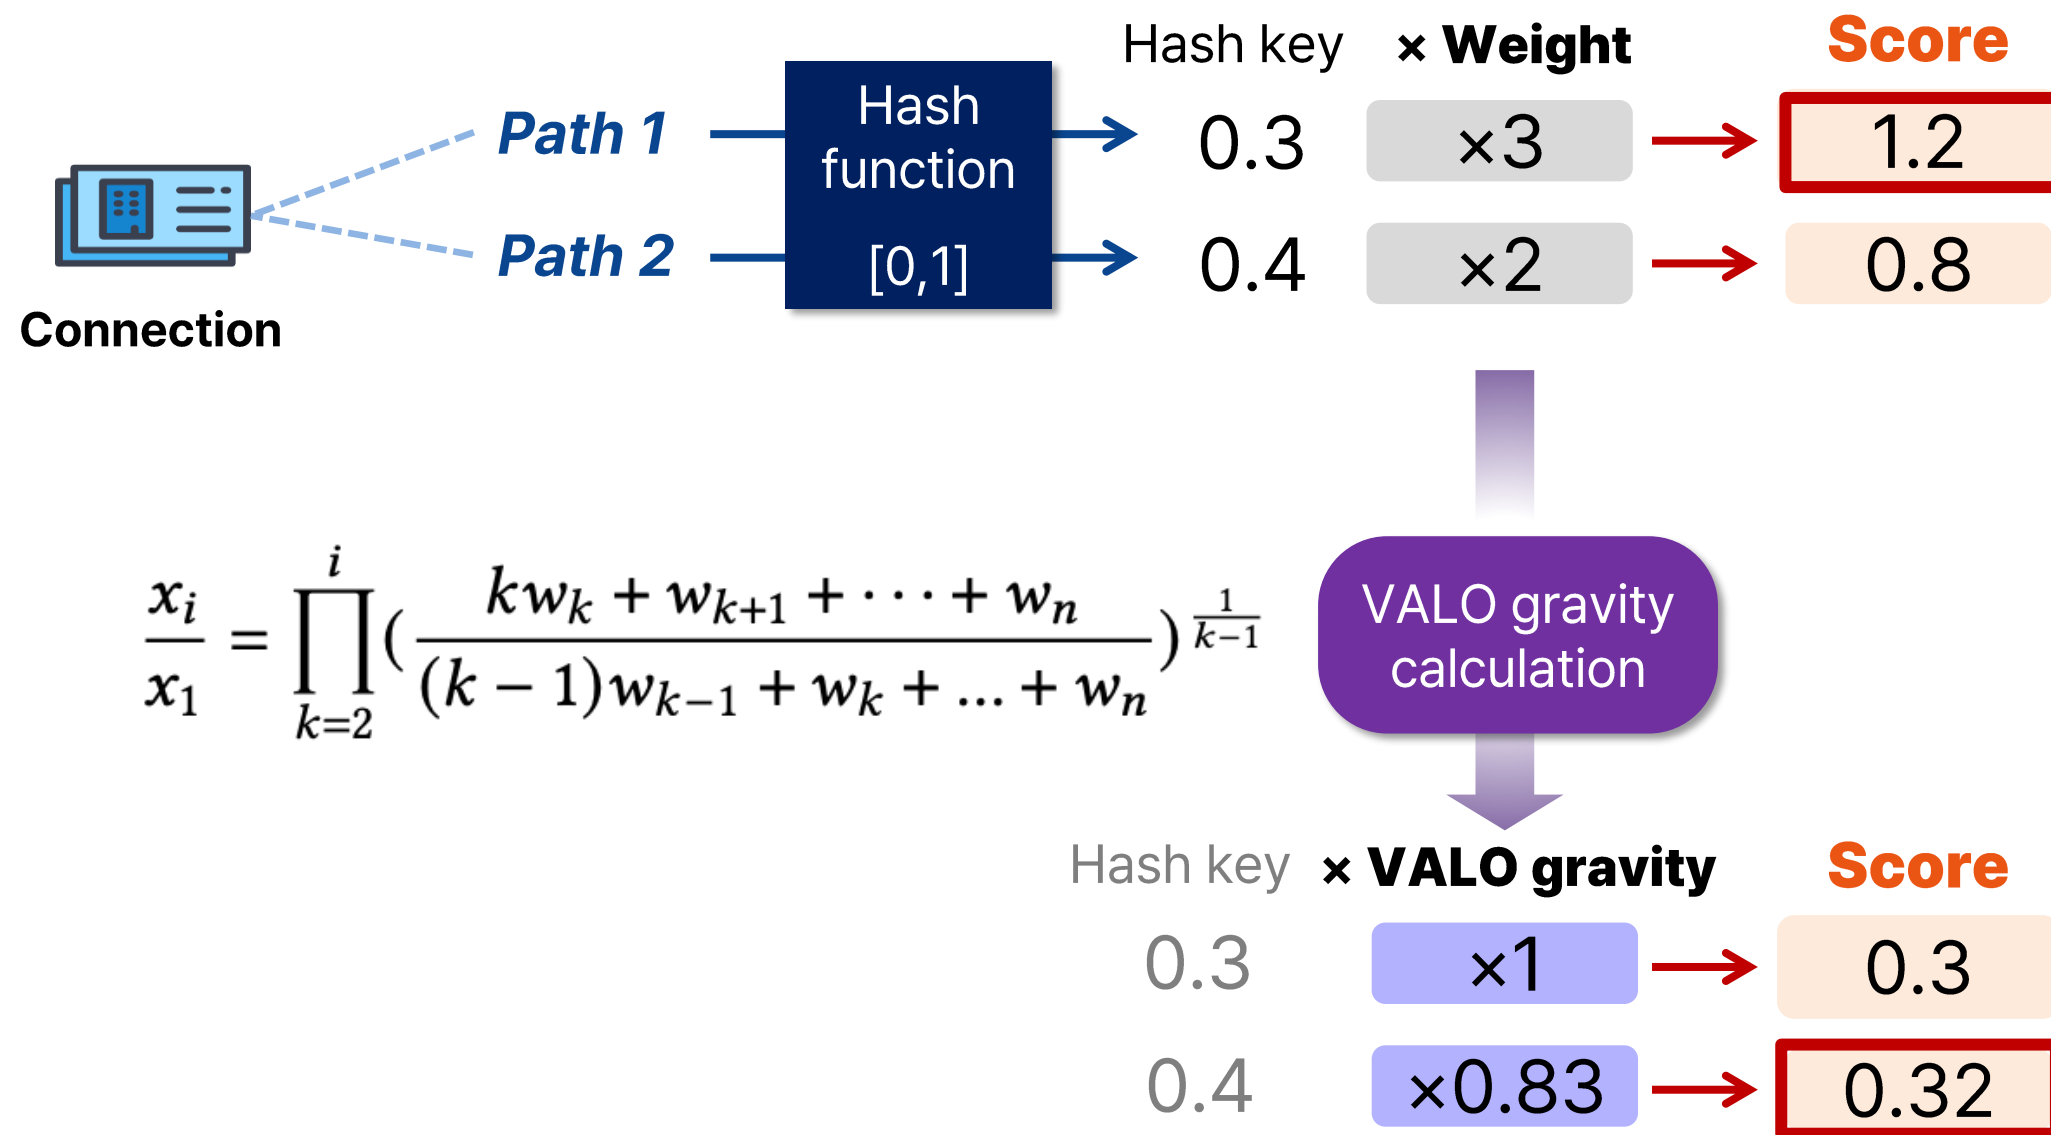 Hash key × Weight Score
Path 1
Hash
function
[0,1]
0.3 ×3 1.2
Path 2
0.4 ×2 0.8
Connection
x_i/x_1 = ∏_{k=2}^{i} ( (kw_k + w_{k+1} + · · · + w_n) / ((k − 1)w_{k−1} + w_k + ... + w_n) )^{1/(k−1)}
VALO gravity
calculation
Hash key × VALO gravity Score
0.3 ×1 0.3
0.4 ×0.83 0.32